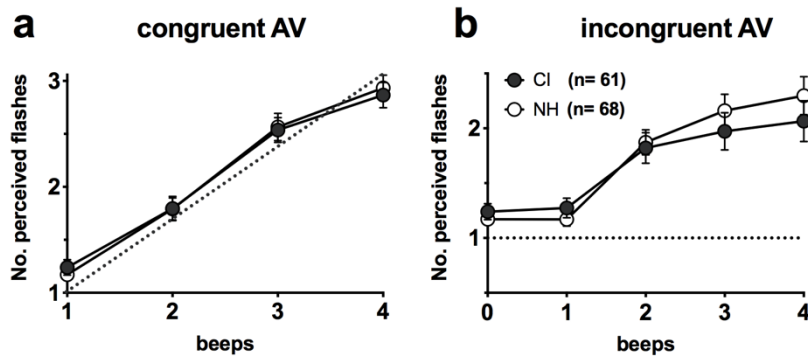 a congruent AV
No. perceived flashes
3
2
1
1 2 3 4
beeps
b incongruent AV
CI (n= 61)
NH (n= 68)
No. perceived flashes
2
1
0 1 2 3 4
beeps